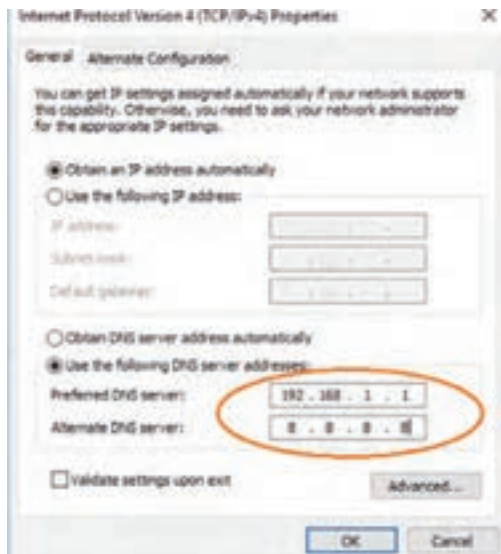 Internet Protocol Version 4 (TCP/IPv4) Properties
General Alternate Configuration
You can get IP settings assigned automatically if your network supports
this capability. Otherwise, you need to ask your network administrator
for the appropriate IP settings.
Obtain an IP address automatically
Use the following IP address:
IP address:
Subnet mask:
Default gateway:
Obtain DNS server address automatically
Use the following DNS server addresses:
Preferred DNS server: 192 . 168 . 1 . 1
Alternate DNS server: 8 . 8 . 8 . 8
Validate settings upon exit
Advanced...
OK Cancel